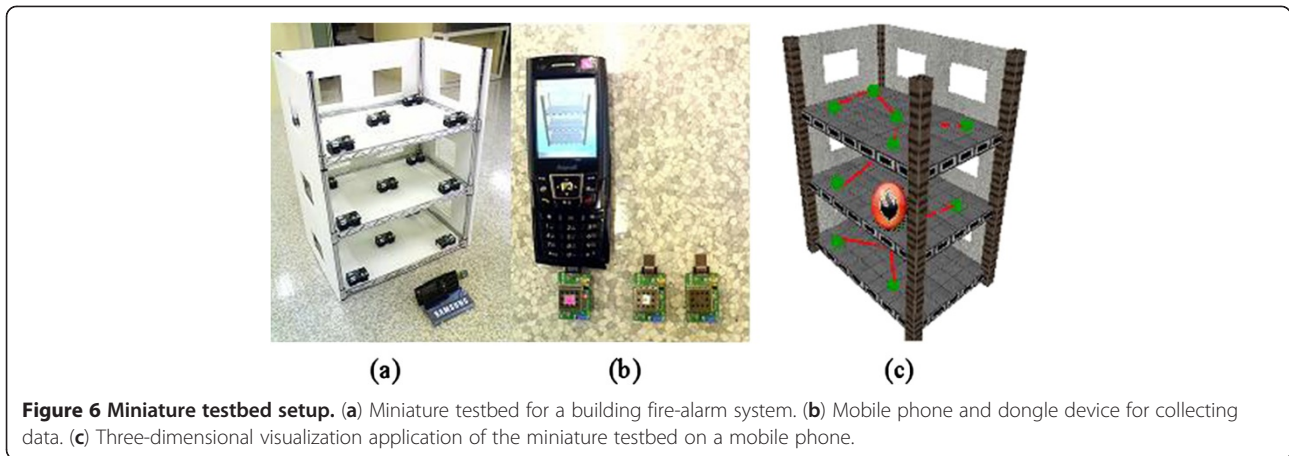 SAMSUNG
(a)
(b)
(c)
Figure 6 Miniature testbed setup. (a) Miniature testbed for a building fire-alarm system. (b) Mobile phone and dongle device for collecting
data. (c) Three-dimensional visualization application of the miniature testbed on a mobile phone.